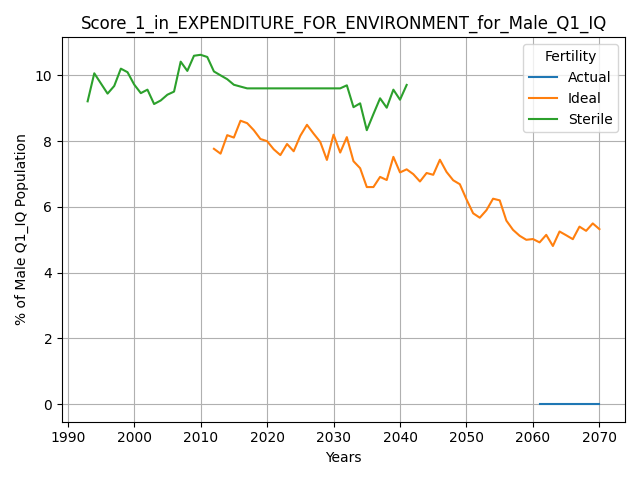 Score_1_in_EXPENDITURE_FOR_ENVIRONMENT_for_Male_Q1_IQ
Fertility
Actual
Ideal
Sterile
% of Male Q1_IQ Population
10
8
6
4
2
0
1990 2000 2010 2020 2030 2040 2050 2060 2070
Years